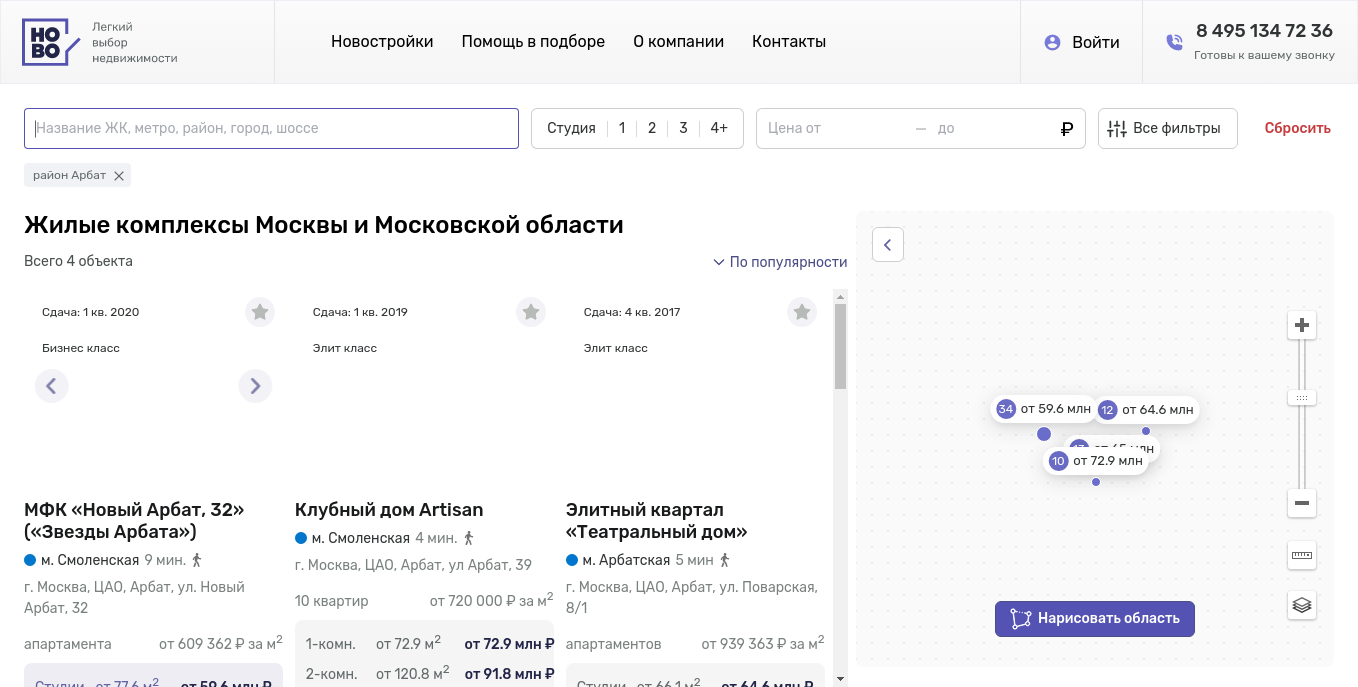 НО
ВО
Легкий
выбор
недвижимости
Новостройки
Помощь в подборе
О компании
Контакты
Войти
8 495 134 72 36
Готовы к вашему звонку
Название ЖК, метро, район, город, шоссе
Студия 1 2 3 4+
Цена от — до ₽
Все фильтры
Сбросить
район Арбат
Жилые комплексы Москвы и Московской области
Всего 4 объекта
По популярности
Сдача: 1 кв. 2020
Бизнес класс
МФК «Новый Арбат, 32»
(«Звезды Арбата»)
м. Смоленская 9 мин.
г. Москва, ЦАО, Арбат, ул. Новый
Арбат, 32
апартамента от 609 362 ₽ за м2
Студии от 77.6 м2 от 59.6 млн ₽
Сдача: 1 кв. 2019
Элит класс
Клубный дом Artisan
м. Смоленская 4 мин.
г. Москва, ЦАО, Арбат, ул Арбат, 39
10 квартир от 720 000 ₽ за м2
1-комн. от 72.9 м2 от 72.9 млн ₽
2-комн. от 120.8 м2 от 91.8 млн ₽
Сдача: 4 кв. 2017
Элит класс
Элитный квартал
«Театральный дом»
м. Арбатская 5 мин
г. Москва, ЦАО, Арбат, ул. Поварская,
8/1
апартаментов от 939 363 ₽ за м2
Студии от 66.1 м2 от 64.6 млн ₽
34 от 59.6 млн
12 от 64.6 млн
от 65 млн
10 от 72.9 млн
Нарисовать область